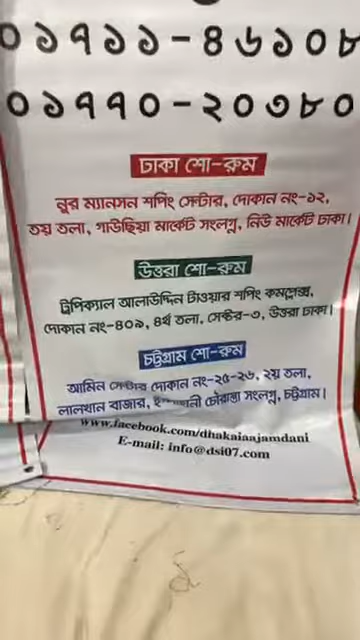 ০১৭১১-৪৬১০৮
০১৭৭০-২০৩৮০
ঢাকা শো-রুম
নুর ম্যানসন শপিং সেন্টার, দোকান নং-১২,
৩য় তলা, গাউছিয়া মার্কেট সংলগ্ন, নিউ মার্কেট ঢাকা।
উত্তরা শো-রুম
ট্রপিক্যাল আলাউদ্দিন টাওয়ার শপিং কমপ্লেক্স,
দোকান নং-৪০৯, ৪র্থ তলা, সেক্টর-৩, উত্তরা ঢাকা।
চট্টগ্রাম শো-রুম
আমিন সেন্টার দোকান নং-২৫-২৬, ২য় তলা,
লালখান বাজার, চৌরাস্তা সংলগ্ন, চট্টগ্রাম।
www.facebook.com/dhakaiaajamdani
E-mail: info@dsi07.com